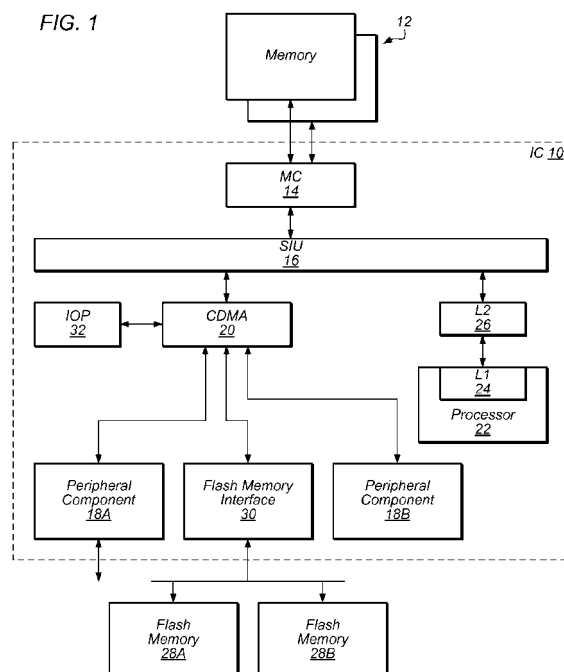 FIG. 1
12
Memory
IC 10
MC
14
SIU
16
IOP
32
CDMA
20
L2
26
L1
24
Processor
22
Peripheral
Component
18A
Flash Memory
Interface
30
Peripheral
Component
18B
Flash
Memory
28A
Flash
Memory
28B